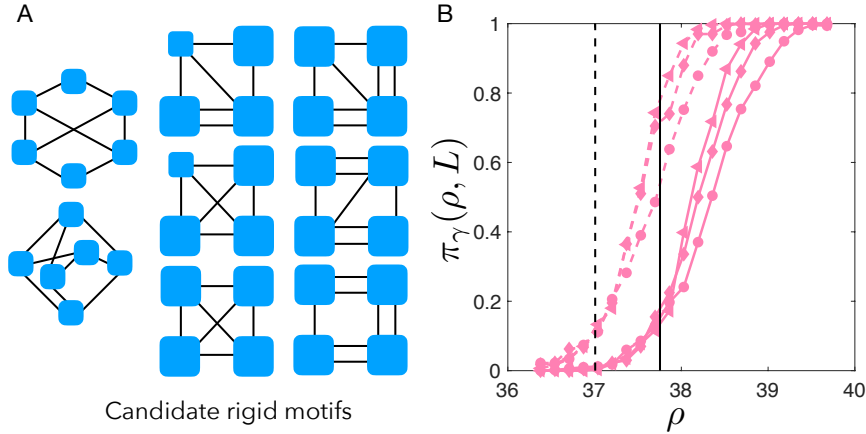 A
Candidate rigid motifs
B
π_γ(ρ, L)
1
0.8
0.6
0.4
0.2
0
36
37
38
39
40
ρ